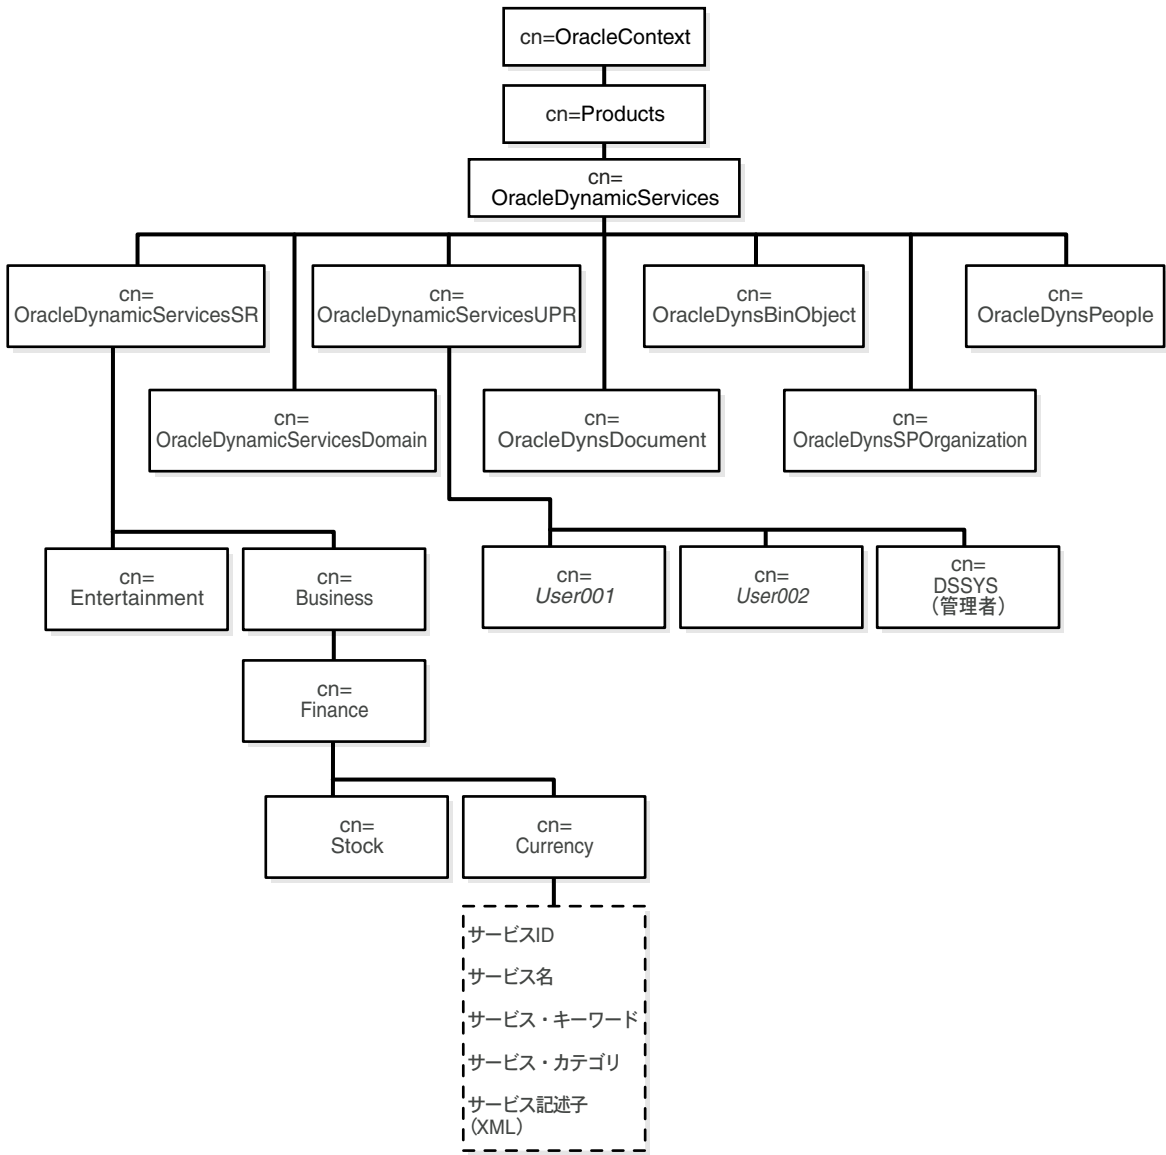 cn=OracleContext
cn=Products
cn=
OracleDynamicServices
cn=
OracleDynamicServicesSR
cn=
OracleDynamicServicesUPR
cn=
OracleDynsBinObject
cn=
OracleDynsPeople
cn=
OracleDynamicServicesDomain
cn=
OracleDynsDocument
cn=
OracleDynsSPOrganization
cn=
Entertainment
cn=
Business
cn=
User001
cn=
User002
cn=
DSSYS
（管理者）
cn=
Finance
cn=
Stock
cn=
Currency
サービスID
サービス名
サービス・キーワード
サービス・カテゴリ
サービス記述子
(XML)